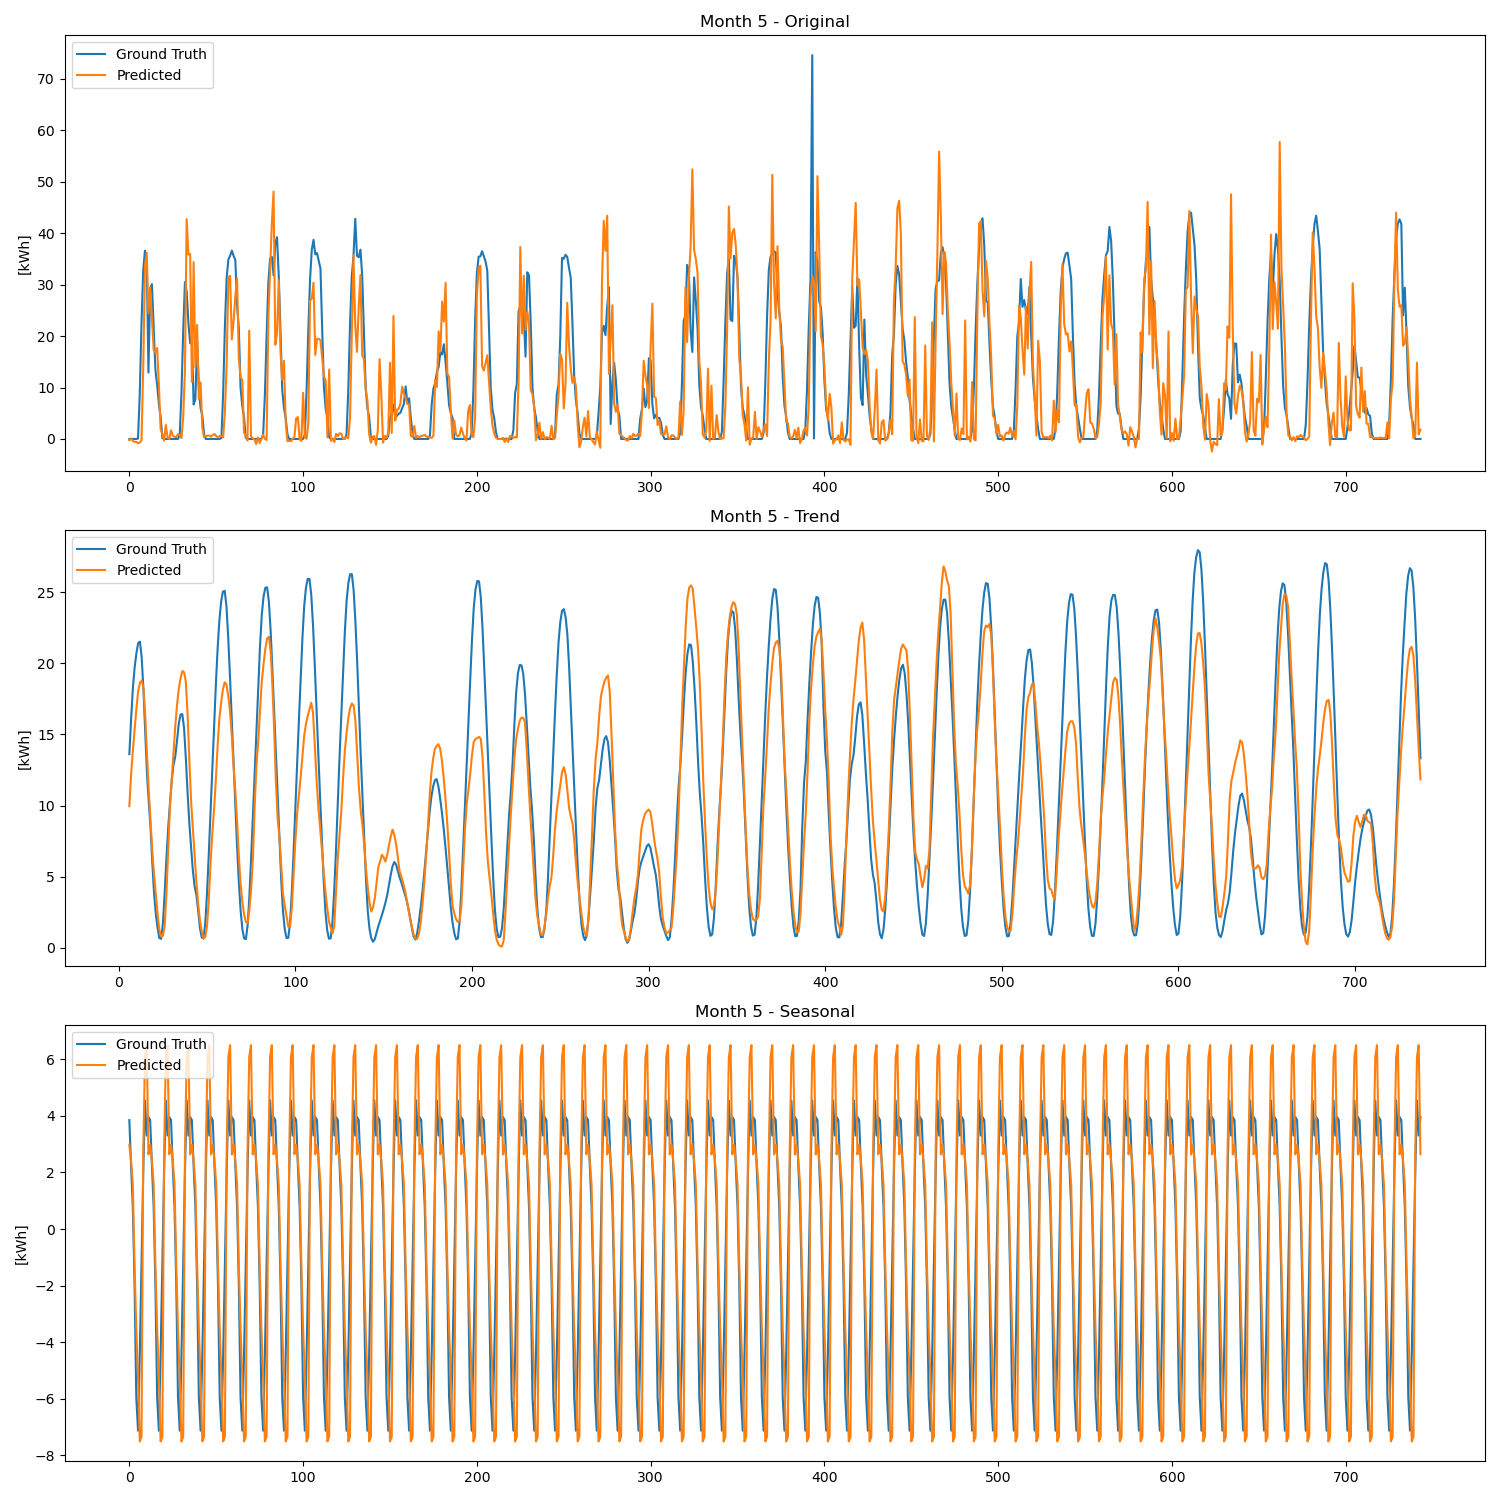 Month 5 - Original
Ground Truth
Predicted
[kWh]
70
60
50
40
30
20
10
0
0 100 200 300 400 500 600 700
Month 5 - Trend
Ground Truth
Predicted
[kWh]
25
20
15
10
5
0
0 100 200 300 400 500 600 700
Month 5 - Seasonal
Ground Truth
Predicted
[kWh]
6
4
2
0
−2
−4
−6
−8
0 100 200 300 400 500 600 700